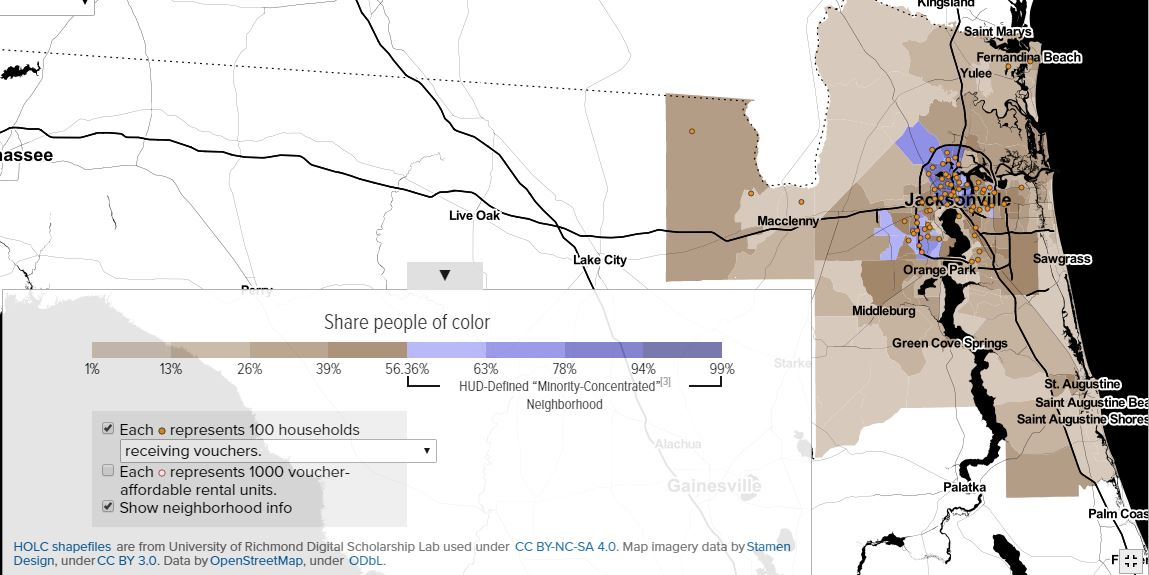 Kingsland
Saint Marys
Fernandina Beach
Yulee
assee
Jacksonville
Live Oak
Macclenny
Lake City
Sawgrass
Orange Park
▼
Perry
Middleburg
Share people of color
Green Cove Springs
1% 13% 26% 39% 56.36% 63% 78% 94% 99%
Starke
HUD-Defined “Minority-Concentrated”[3]
Neighborhood
St. Augustine
Saint Augustine Bea
Saint Augustine Shores
Each represents 100 households
receiving vouchers. ▼
Alachua
Each represents 1000 voucher-
affordable rental units.
Gainesville
Palatka
Show neighborhood info
Palm Coas
HOLC shapefiles are from University of Richmond Digital Scholarship Lab used under CC BY-NC-SA 4.0. Map imagery data by Stamen
Design, under CC BY 3.0. Data by OpenStreetMap, under ODbL.